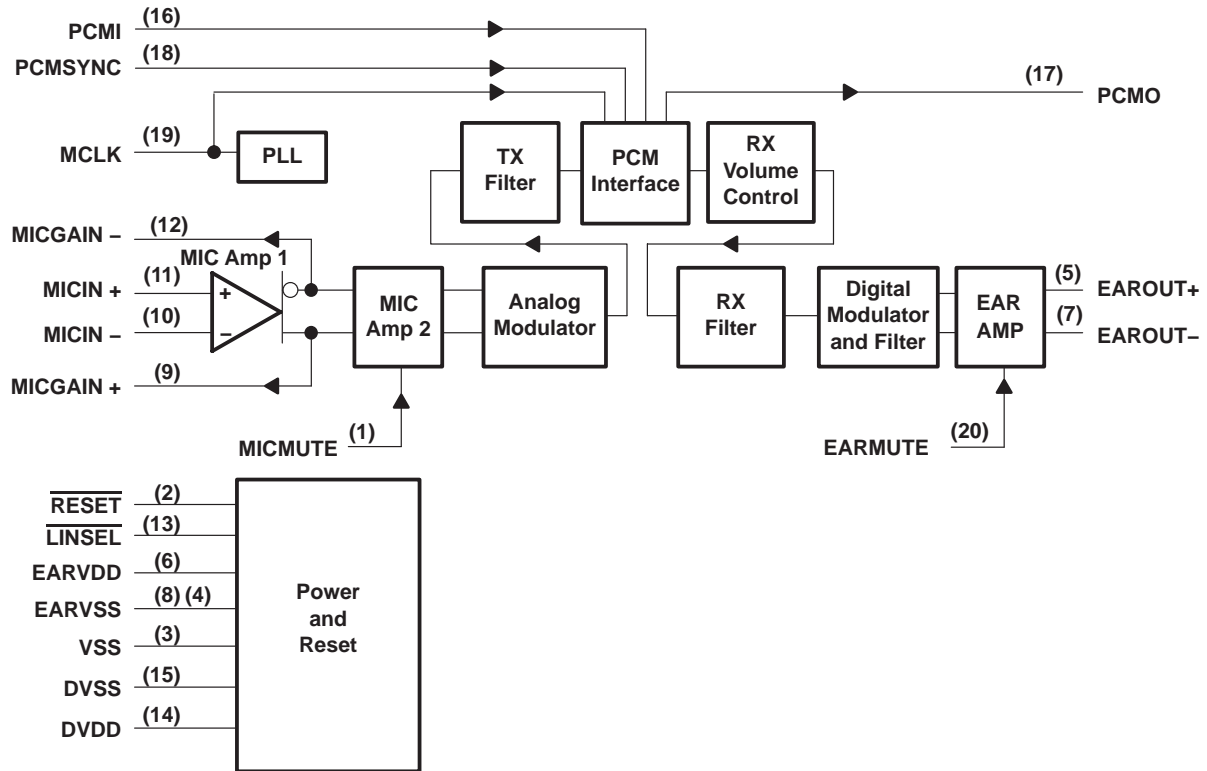 PCMI (16)
PCMSYNC (18)
(17) PCMO
MCLK (19)
PLL
TX
Filter
PCM
Interface
RX
Volume
Control
MICGAIN – (12)
MIC Amp 1
MICIN + (11)
+
MICIN – (10)
–
MICGAIN + (9)
MIC
Amp 2
Analog
Modulator
RX
Filter
Digital
Modulator
and Filter
EAR
AMP
(5) EAROUT+
(7) EAROUT–
MICMUTE (1)
EARMUTE (20)
RESET (2)
LINSEL (13)
EARVDD (6)
EARVSS (8) (4)
VSS (3)
DVSS (15)
DVDD (14)
Power
and
Reset